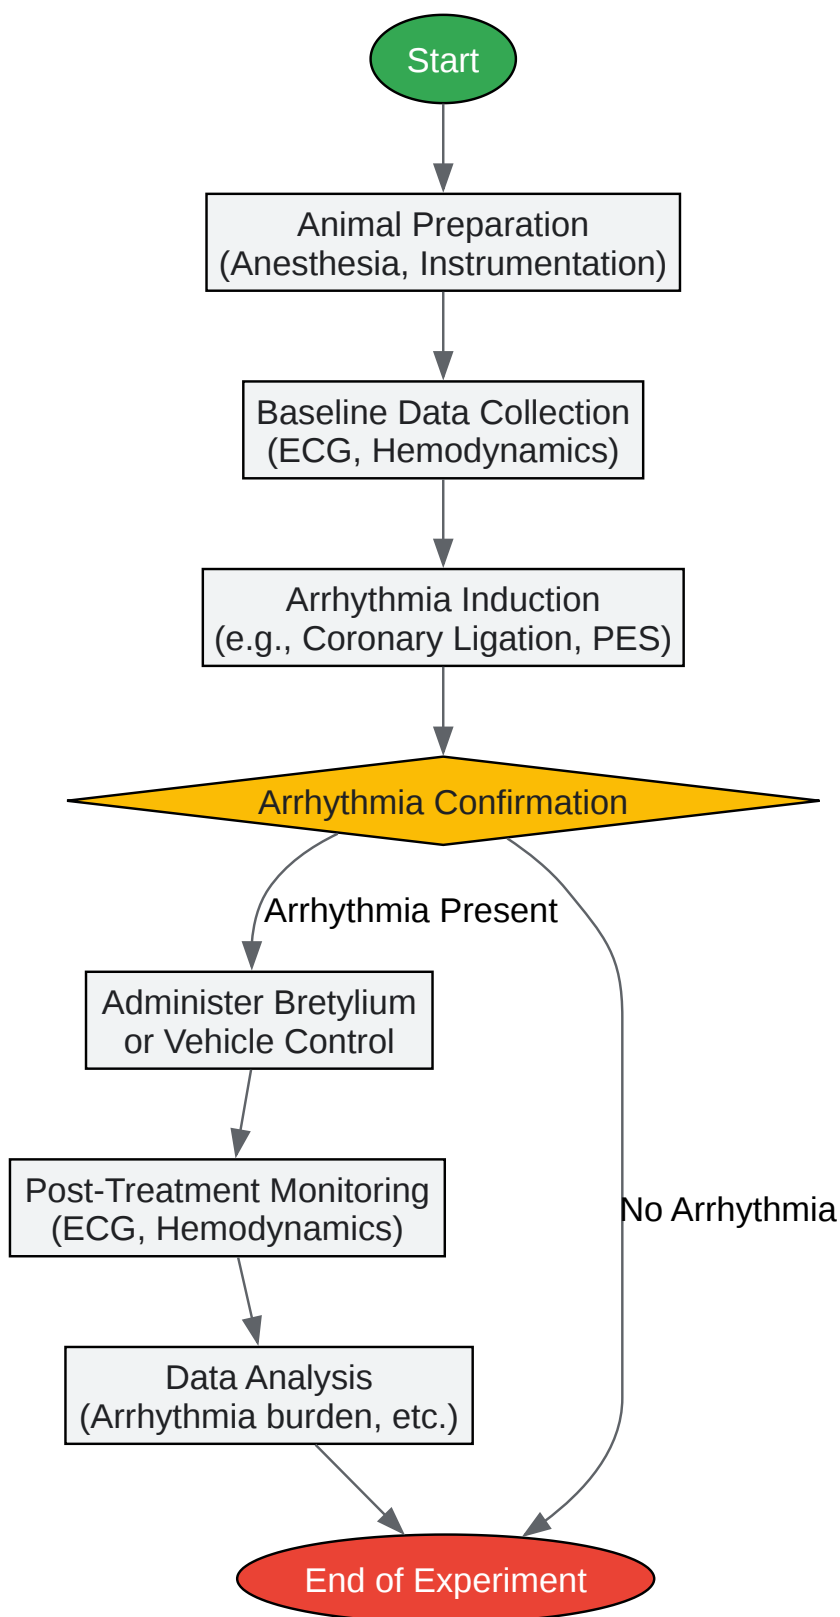 Start
Animal Preparation
(Anesthesia, Instrumentation)
Baseline Data Collection
(ECG, Hemodynamics)
Arrhythmia Induction
(e.g., Coronary Ligation, PES)
Arrhythmia Confirmation
Arrhythmia Present
Administer Bretylium
or Vehicle Control
Post-Treatment Monitoring
(ECG, Hemodynamics)
No Arrhythmia
Data Analysis
(Arrhythmia burden, etc.)
End of Experiment